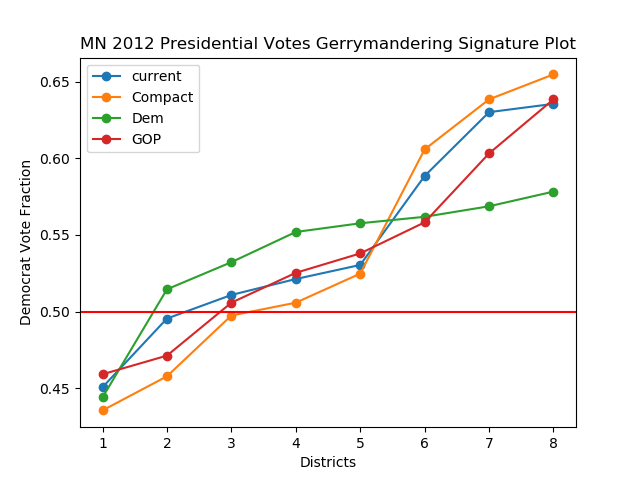 MN 2012 Presidential Votes Gerrymandering Signature Plot
current
Compact
Dem
GOP
Democrat Vote Fraction
0.65
0.60
0.55
0.50
0.45
1 2 3 4 5 6 7 8
Districts